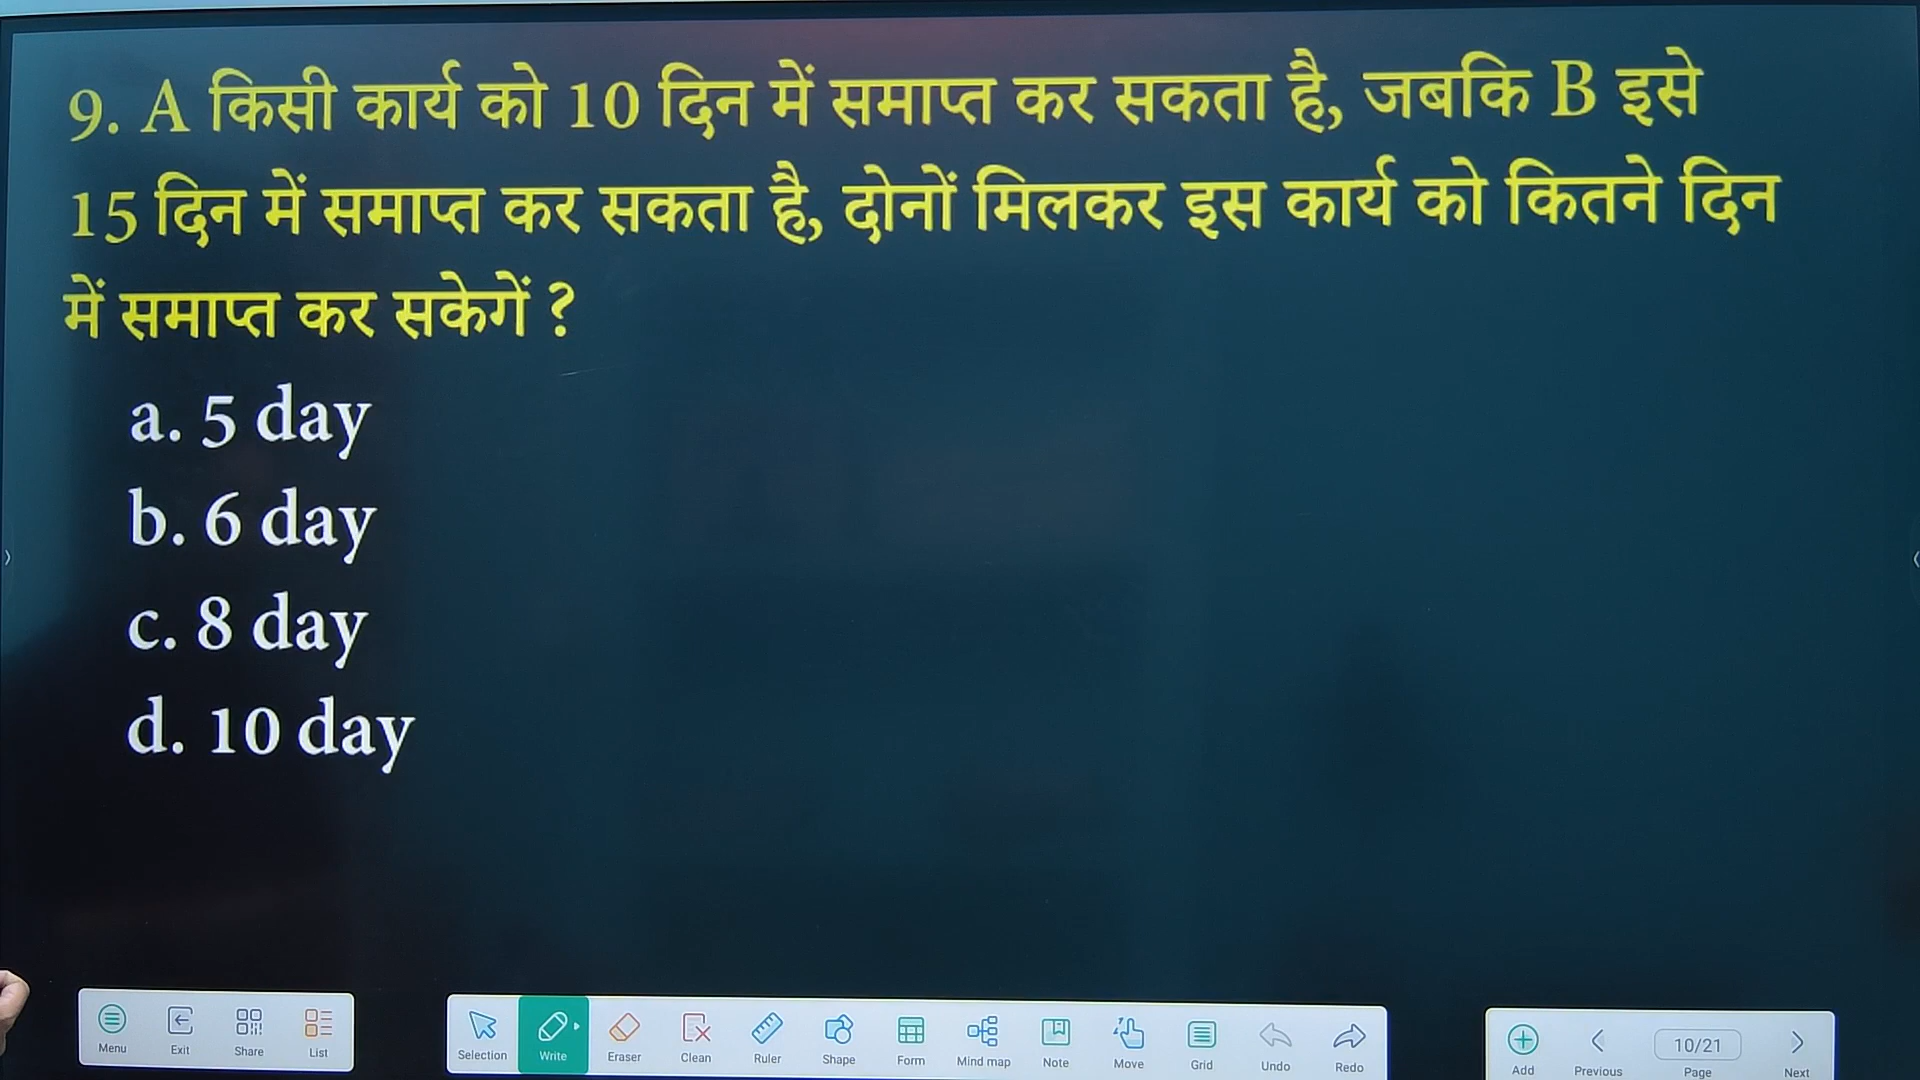 9. A किसी कार्य को 10 दिन में समाप्त कर सकता है, जबकि B इसे
15 दिन में समाप्त कर सकता है, दोनों मिलकर इस कार्य को कितने दिन
में समाप्त कर सकेगें ?
a. 5 day
b. 6 day
c. 8 day
d. 10 day
Menu Exit Share List
Selection Write Eraser Clean Ruler Shape Form Mind map Note Move Grid Undo Redo
Add Previous 10/21 Page Next